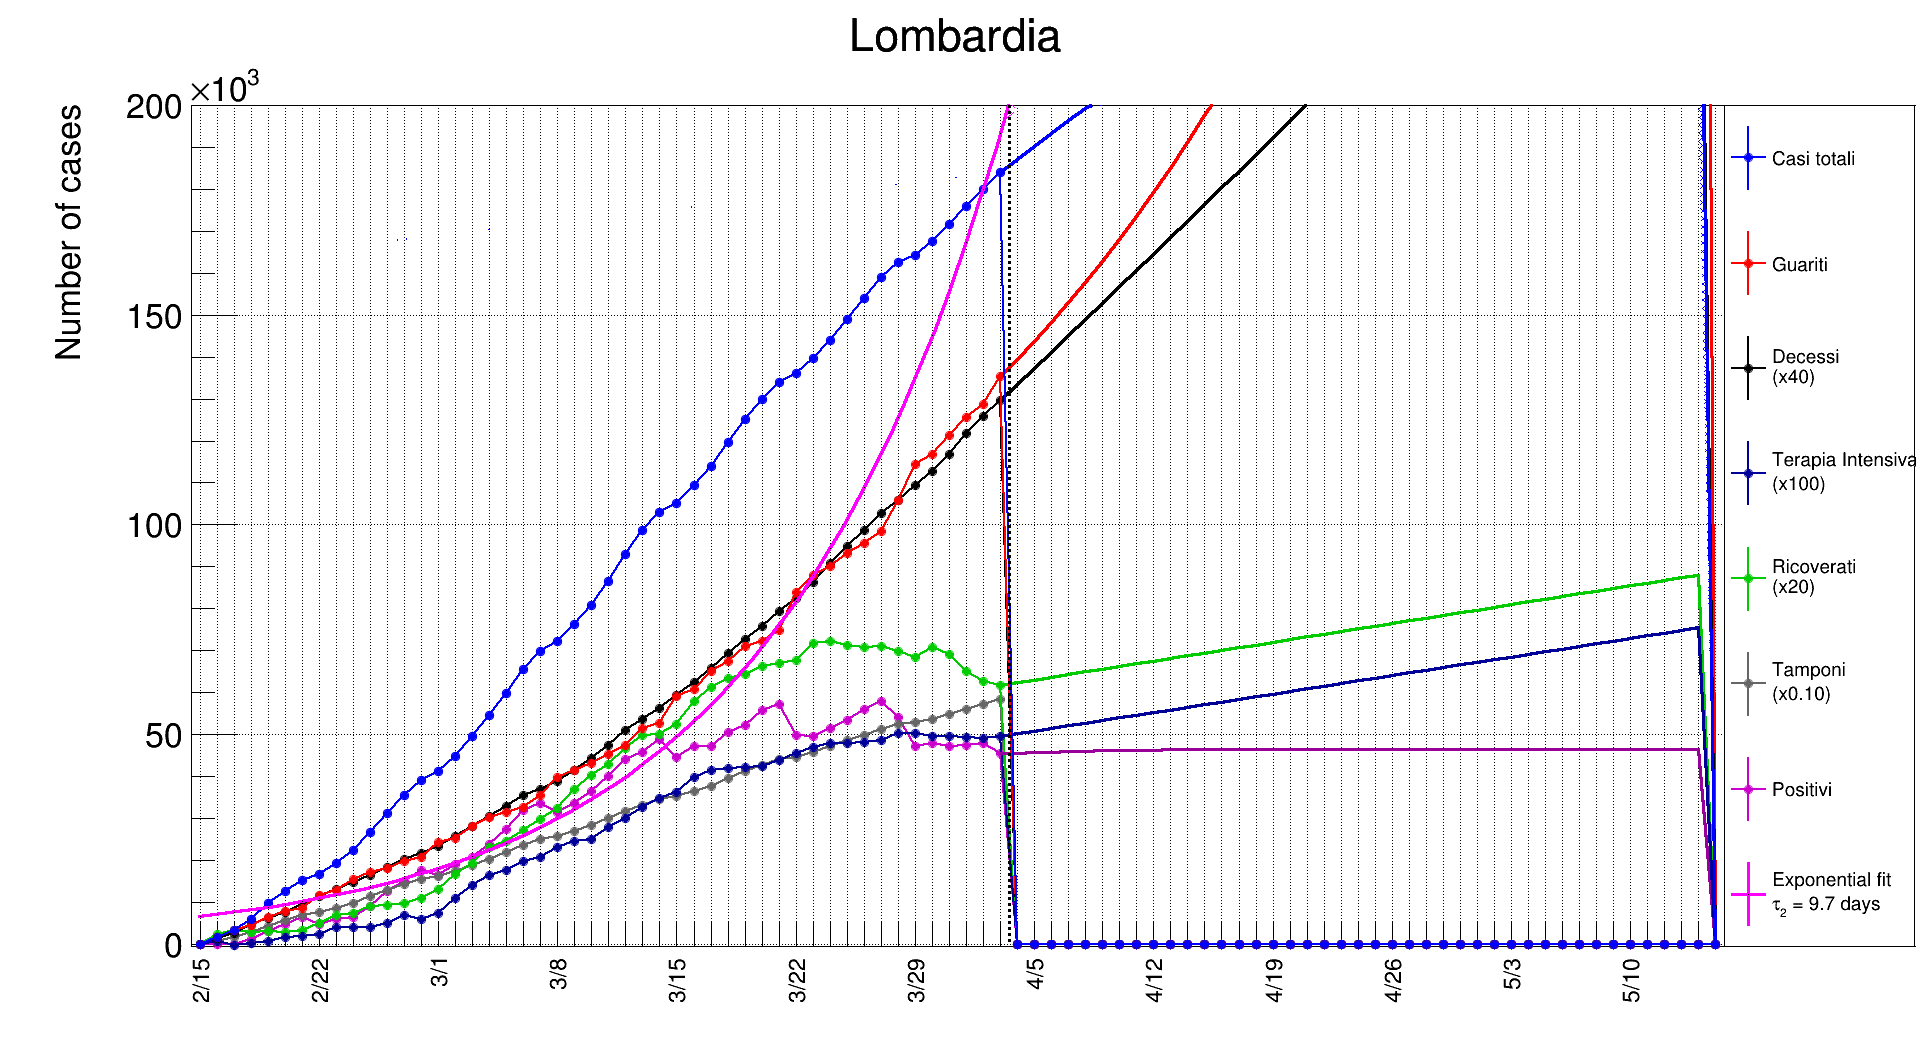 Lombardia
×10³
Number of cases
200
150
100
50
0
2/15
2/22
3/1
3/8
3/15
3/22
3/29
4/5
4/12
4/19
4/26
5/3
5/10
Casi totali
Guariti
Decessi
(x40)
Terapia Intensiva
(x100)
Ricoverati
(x20)
Tamponi
(x0.10)
Positivi
Exponential fit
τ₂ = 9.7 days